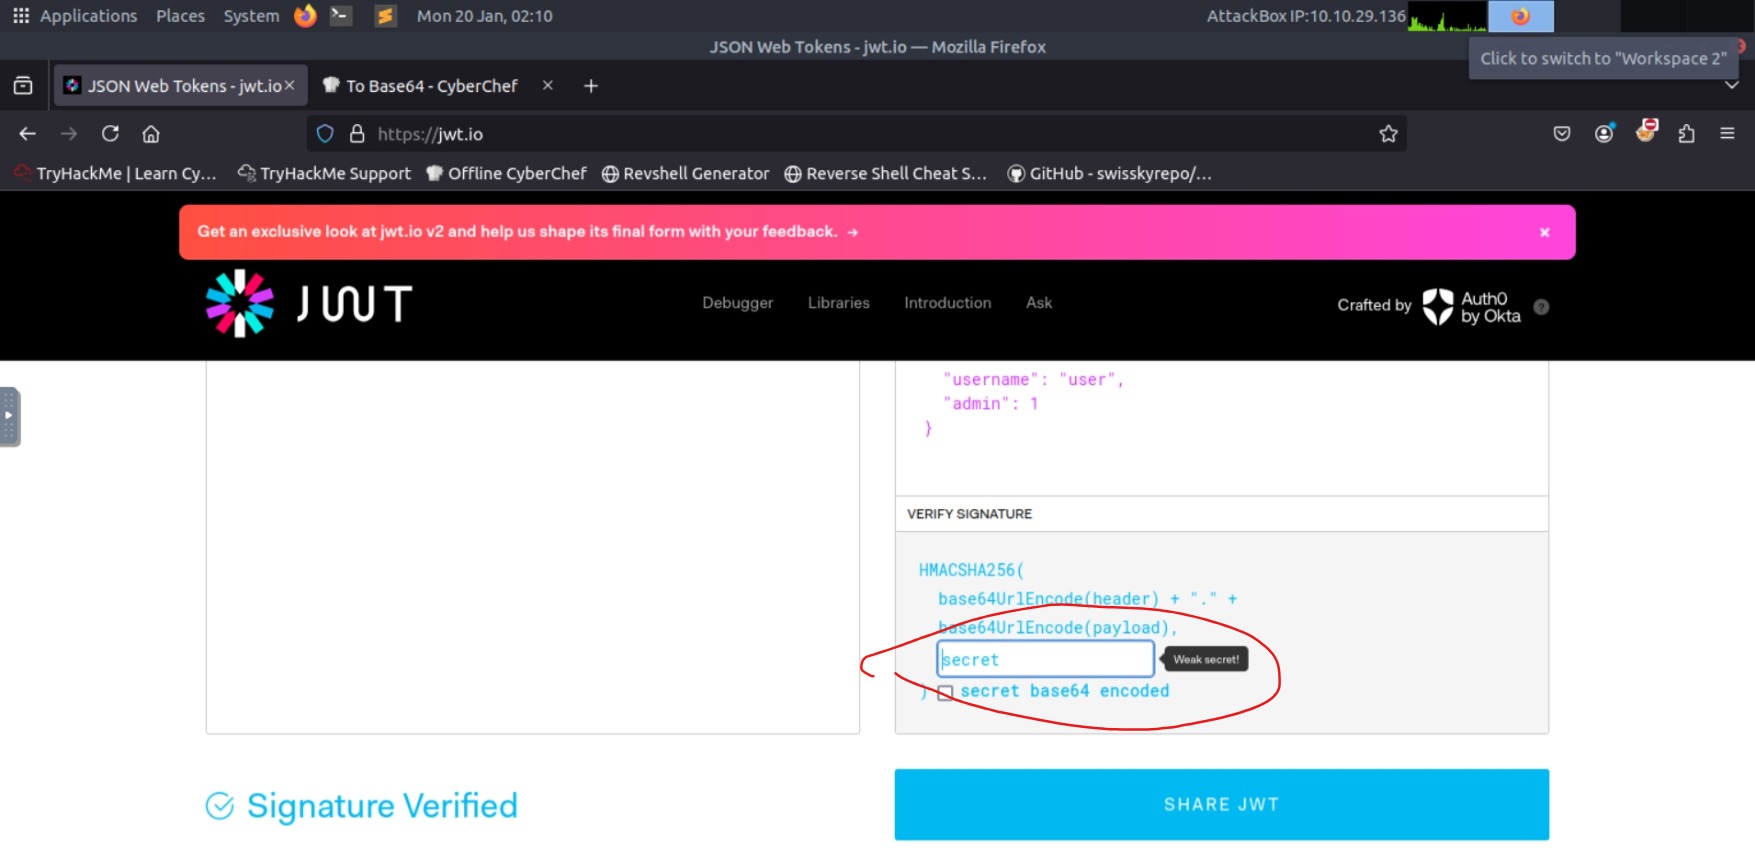 Applications Places System Mon 20 Jan, 02:10 AttackBox IP:10.10.29.136
JSON Web Tokens - jwt.io — Mozilla Firefox
Click to switch to "Workspace 2"
JSON Web Tokens - jwt.io To Base64 - CyberChef
https://jwt.io
TryHackMe | Learn Cy... TryHackMe Support Offline CyberChef Revshell Generator Reverse Shell Cheat S... GitHub - swisskyrepo/...
Get an exclusive look at jwt.io v2 and help us shape its final form with your feedback. →
JWT Debugger Libraries Introduction Ask Crafted by Auth0 by Okta
"username": "user",
"admin": 1
}
VERIFY SIGNATURE
HMACSHA256(
base64UrlEncode(header) + "." +
base64UrlEncode(payload),
secret Weak secret!
) secret base64 encoded
Signature Verified SHARE JWT